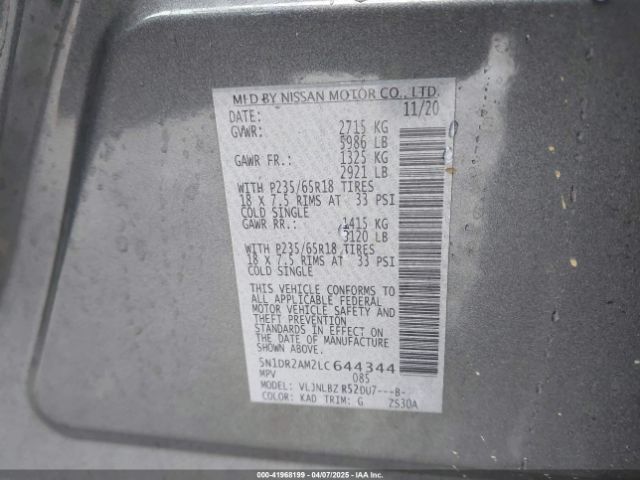 MFD BY NISSAN MOTOR CO., LTD.
DATE: 11/20
GVWR: 2715 KG
5986 LB
GAWR FR.: 1325 KG
2921 LB
WITH P235/65R18 TIRES
18 X 7.5 RIMS AT 33 PSI
COLD SINGLE
GAWR RR.: 1415 KG
3120 LB
WITH P235/65R18 TIRES
18 X 7.5 RIMS AT 33 PSI
COLD SINGLE
THIS VEHICLE CONFORMS TO
ALL APPLICABLE FEDERAL
MOTOR VEHICLE SAFETY AND
THEFT PREVENTION
STANDARDS IN EFFECT ON
THE DATE OF MANUFACTURE
SHOWN ABOVE.
5N1DR2AM2LC644344
MPV 085
MODEL: VLJNLBZ R52DU7---B-
COLOR: KAD TRIM: G ZS30A
000-41968199 - 04/07/2025 - IAAI.com